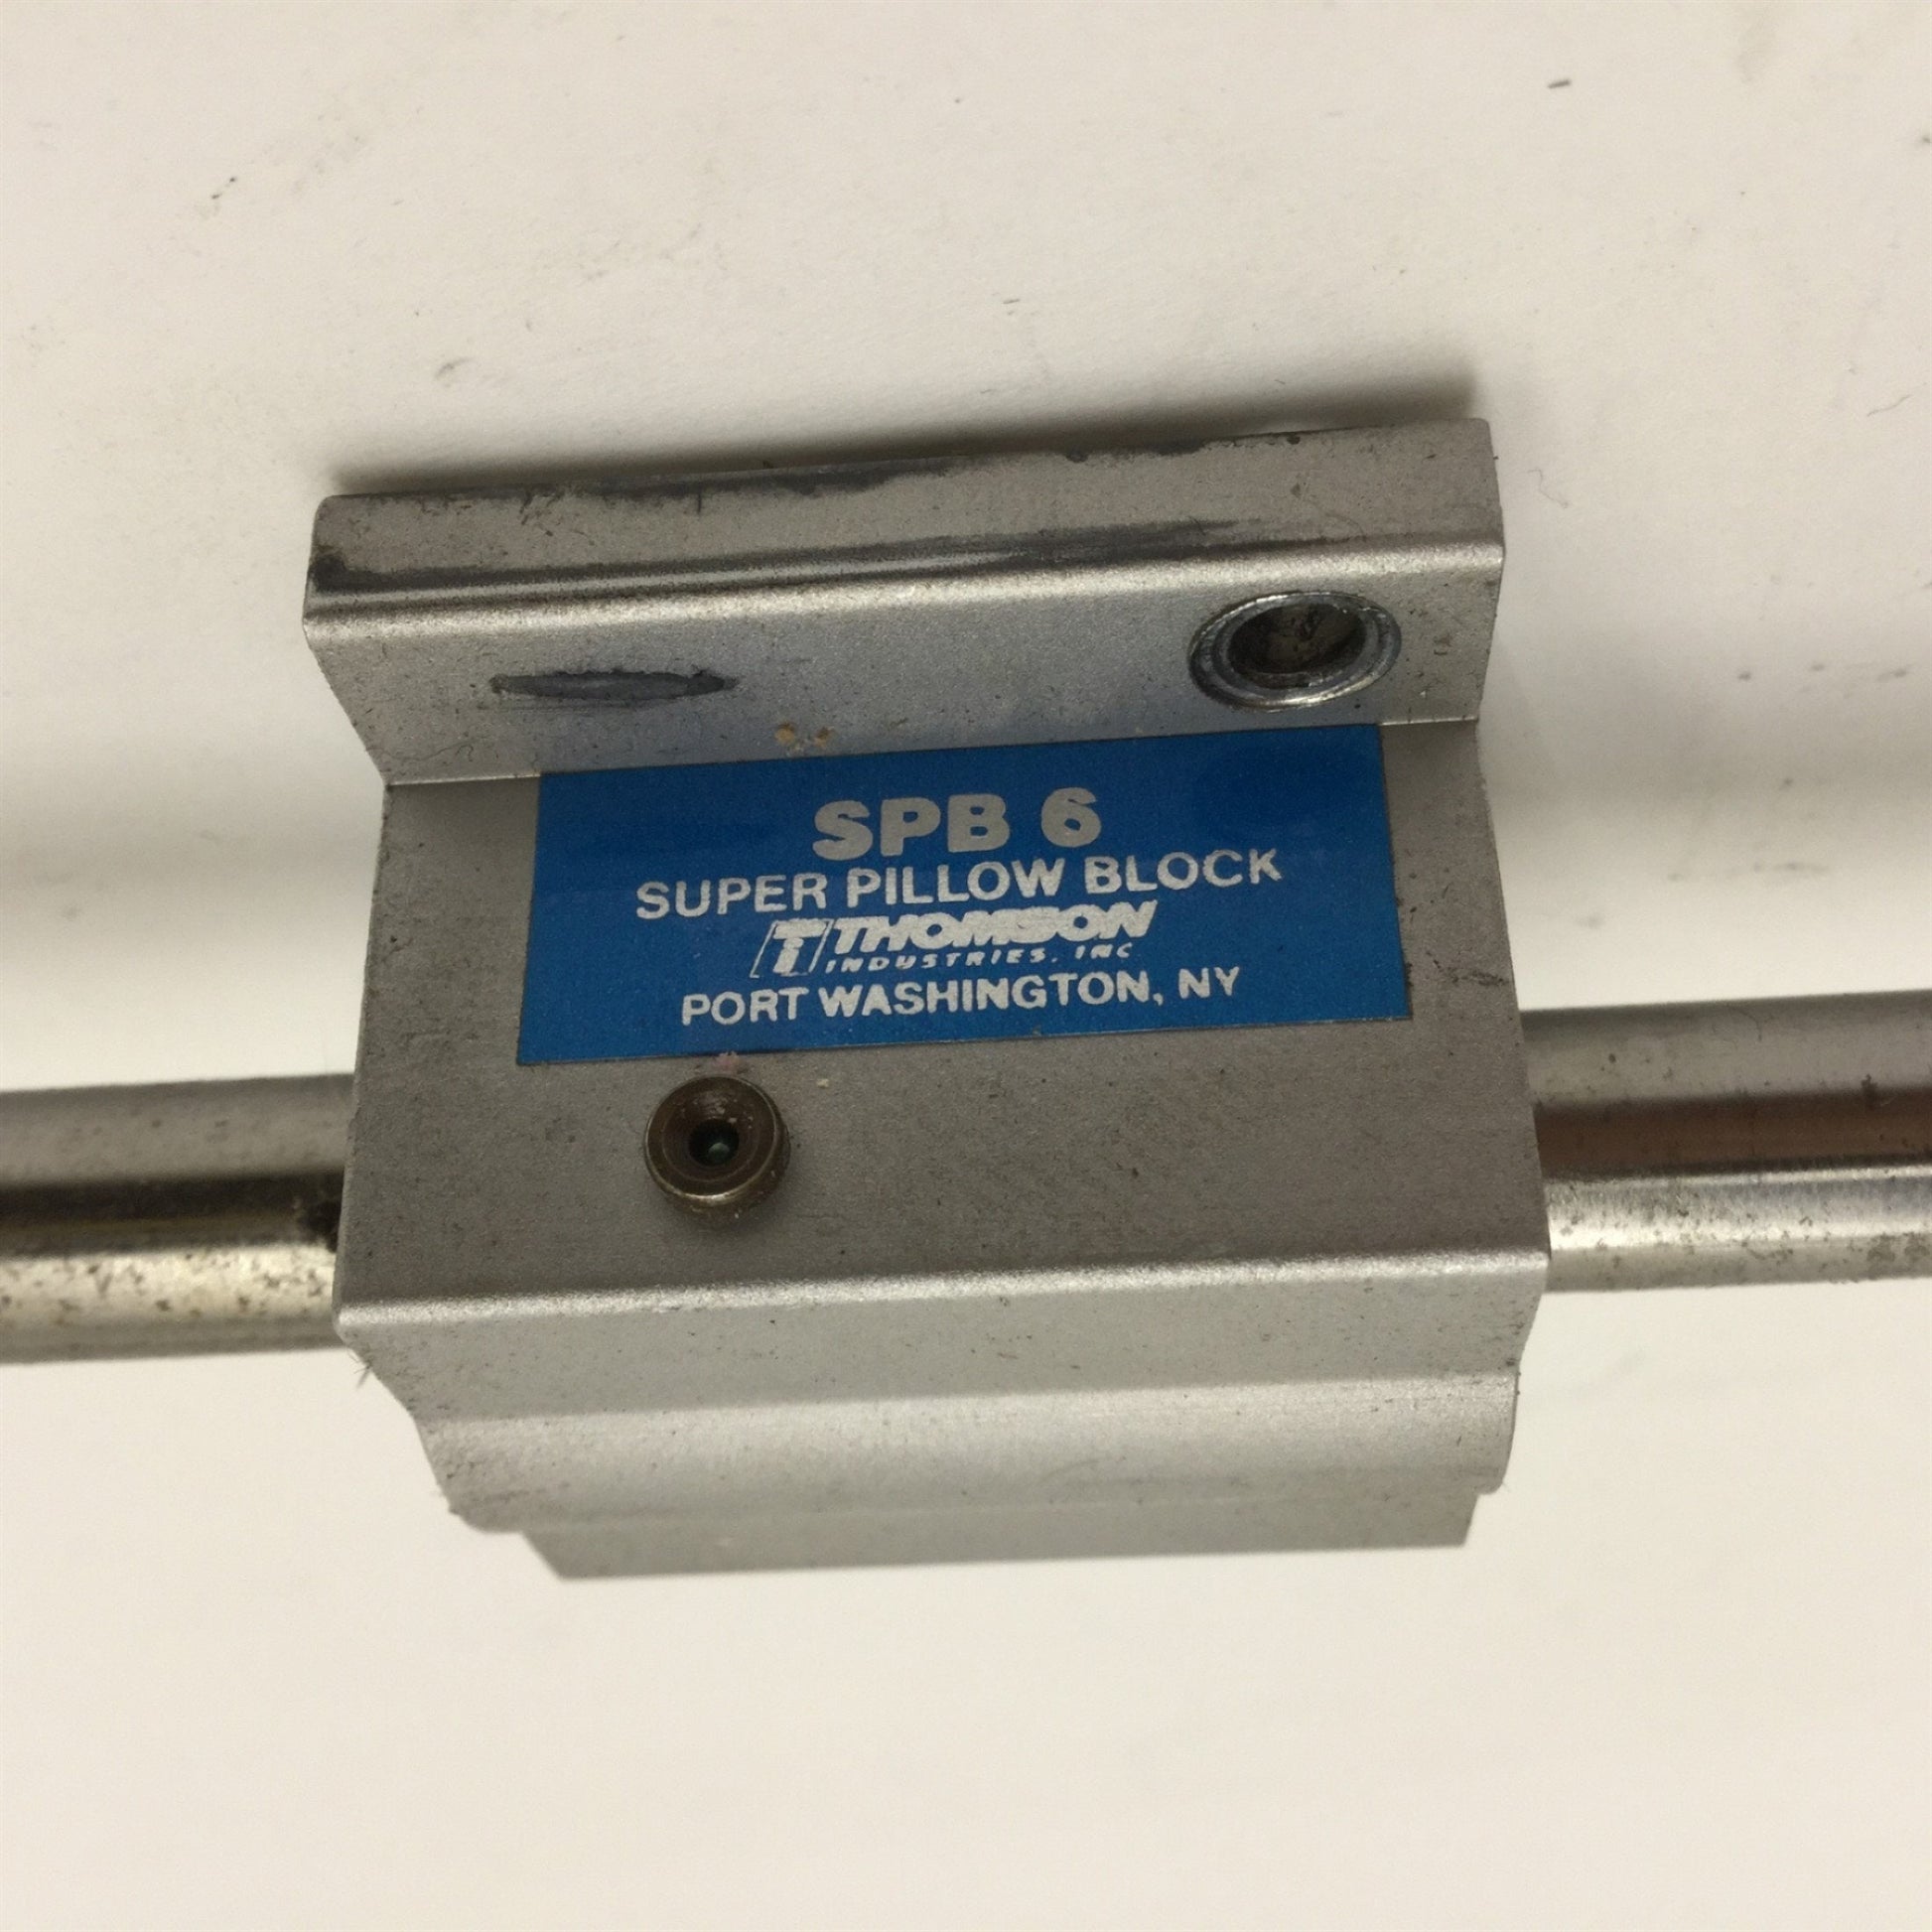 SPB 6
SUPER PILLOW BLOCK
THOMSON
INDUSTRIES, INC
PORT WASHINGTON, NY